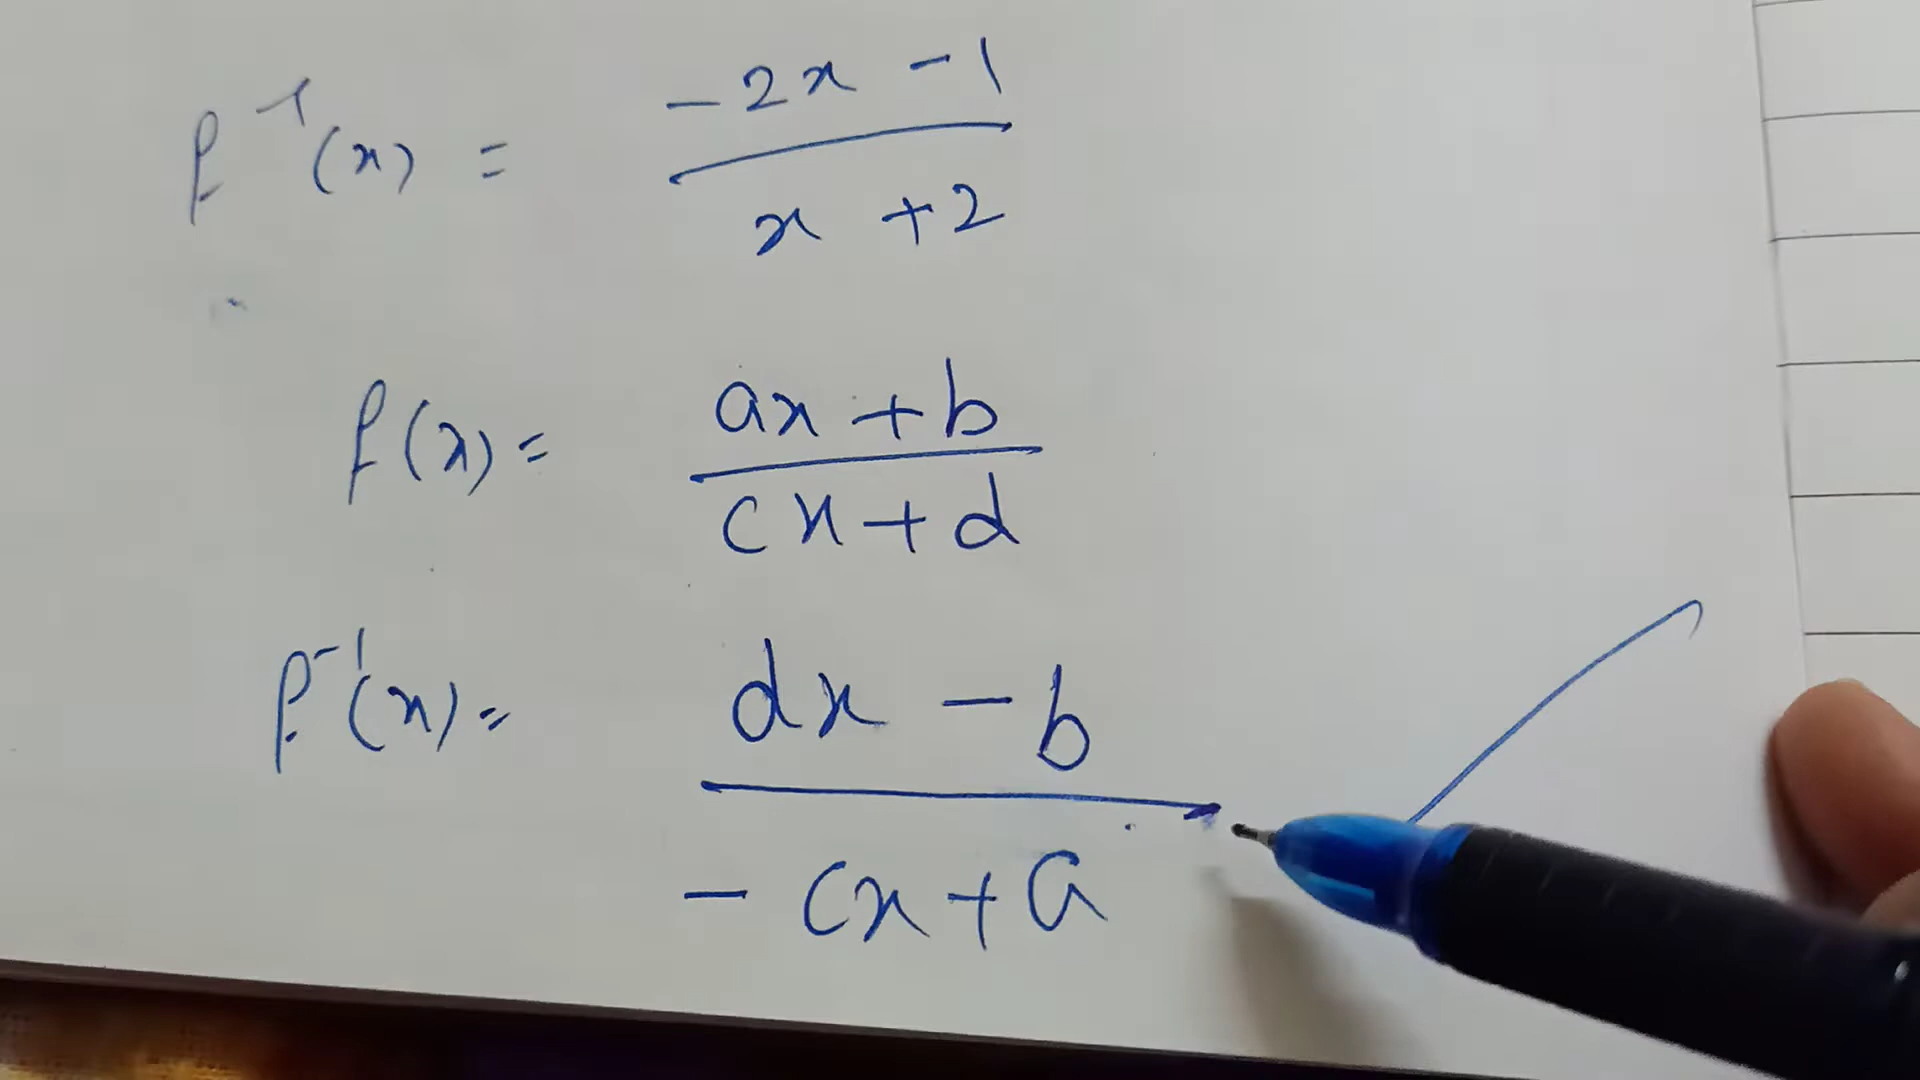 f⁻¹(x) = -2x - 1
x + 2
f(x) = ax + b
cx + d
f⁻¹(x) = dx - b
- cx + a